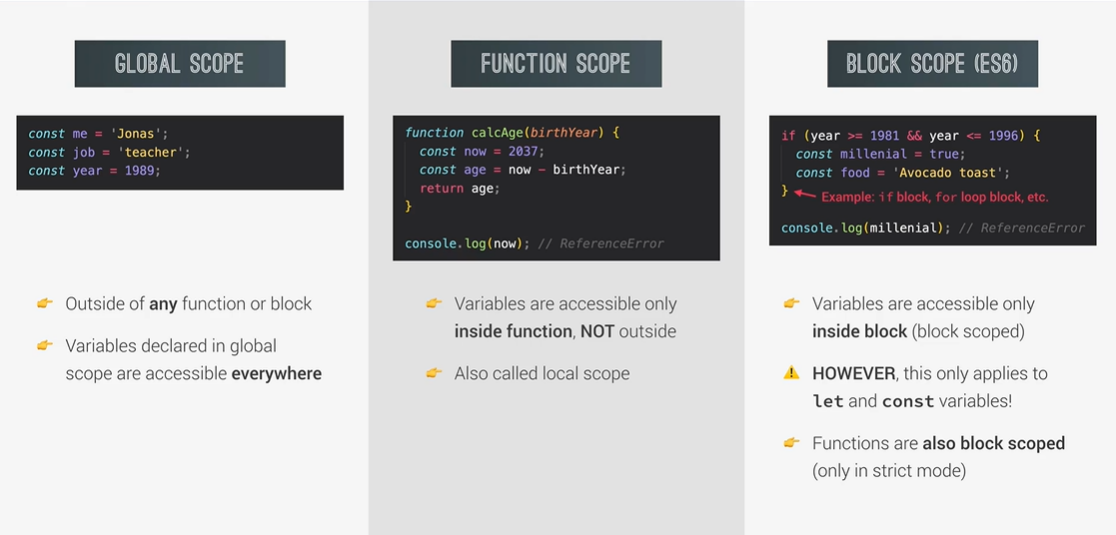 GLOBAL SCOPE
const me = 'Jonas';
const job = 'teacher';
const year = 1989;
Outside of any function or block
Variables declared in global
scope are accessible everywhere
FUNCTION SCOPE
function calcAge(birthYear) {
const now = 2037;
const age = now − birthYear;
return age;
}
console.log(now); // ReferenceError
Variables are accessible only
inside function, NOT outside
Also called local scope
BLOCK SCOPE (ES6)
if (year >= 1981 && year <= 1996) {
const millenial = true;
const food = 'Avocado toast';
} Example: if block, for loop block, etc.
console.log(millenial); // ReferenceError
Variables are accessible only
inside block (block scoped)
HOWEVER, this only applies to
let and const variables!
Functions are also block scoped
(only in strict mode)